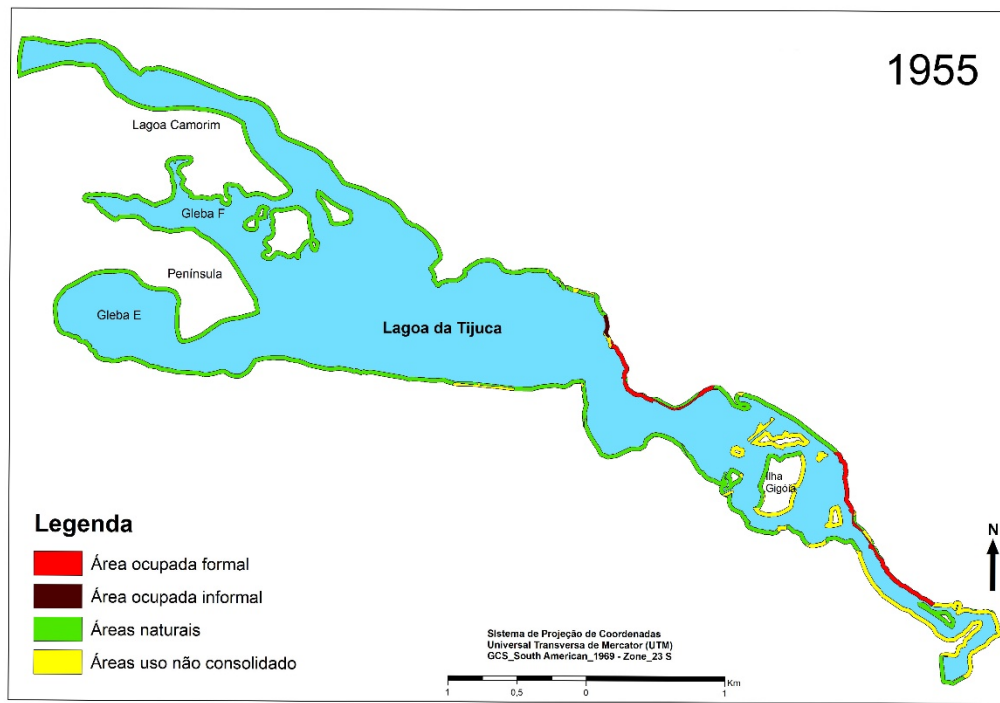 1955
Lagoa Camorim
Gleba F
Península
Gleba E
Lagoa da Tijuca
Ilha
Gigóia
Legenda
Área ocupada formal
Área ocupada informal
Áreas naturais
Áreas uso não consolidado
Sistema de Projeção de Coordenadas
Universal Transversa de Mercator (UTM)
GCS_South American_1969 - Zone_23 S
N
Km
1 0,5 0 1